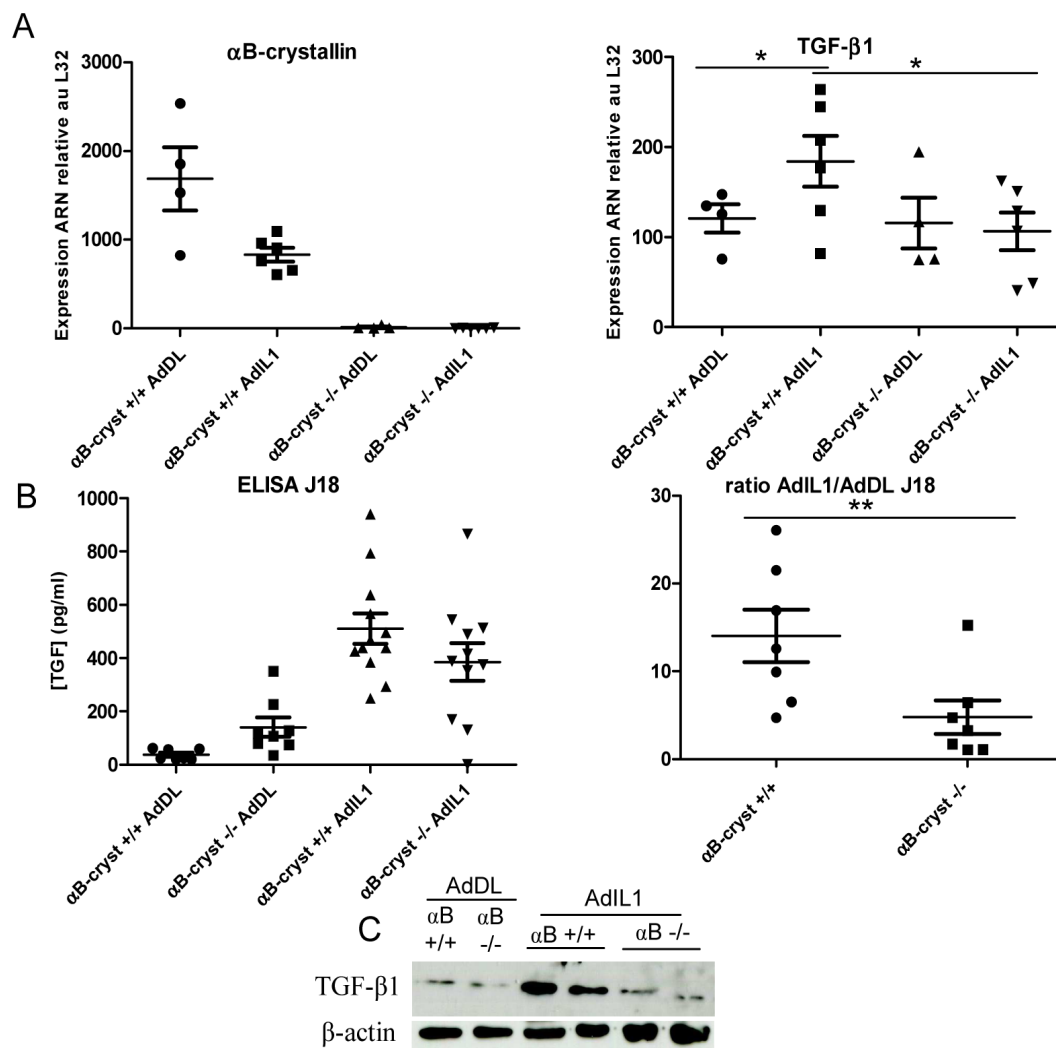 A
αB-crystallin
Expression ARN relative au L32
3000
2000
1000
0
αB-cryst +/+ AdDL
αB-cryst +/+ AdIL1
αB-cryst -/- AdDL
αB-cryst -/- AdIL1
TGF-β1
Expression ARN relative au L32
300
200
100
0
*
*
αB-cryst +/+ AdDL
αB-cryst +/+ AdIL1
αB-cryst -/- AdDL
αB-cryst -/- AdIL1
B
ELISA J18
[TGF] (pg/ml)
1000
800
600
400
200
0
αB-cryst +/+ AdDL
αB-cryst -/- AdDL
αB-cryst +/+ AdIL1
αB-cryst -/- AdIL1
ratio AdIL1/AdDL J18
**
30
20
10
0
αB-cryst +/+
αB-cryst -/-
C
AdDL
AdIL1
αB αB
+/+ -/-
αB +/+ αB -/-
TGF-β1
β-actin